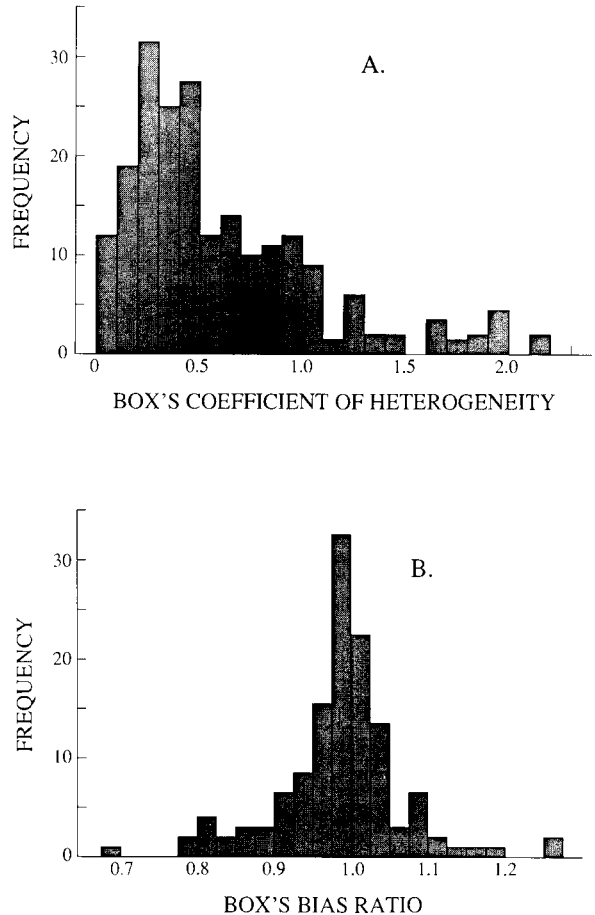 A.
FREQUENCY
30
20
10
0
0 0.5 1.0 1.5 2.0
BOX'S COEFFICIENT OF HETEROGENEITY
B.
FREQUENCY
30
20
10
0
0.7 0.8 0.9 1.0 1.1 1.2
BOX'S BIAS RATIO